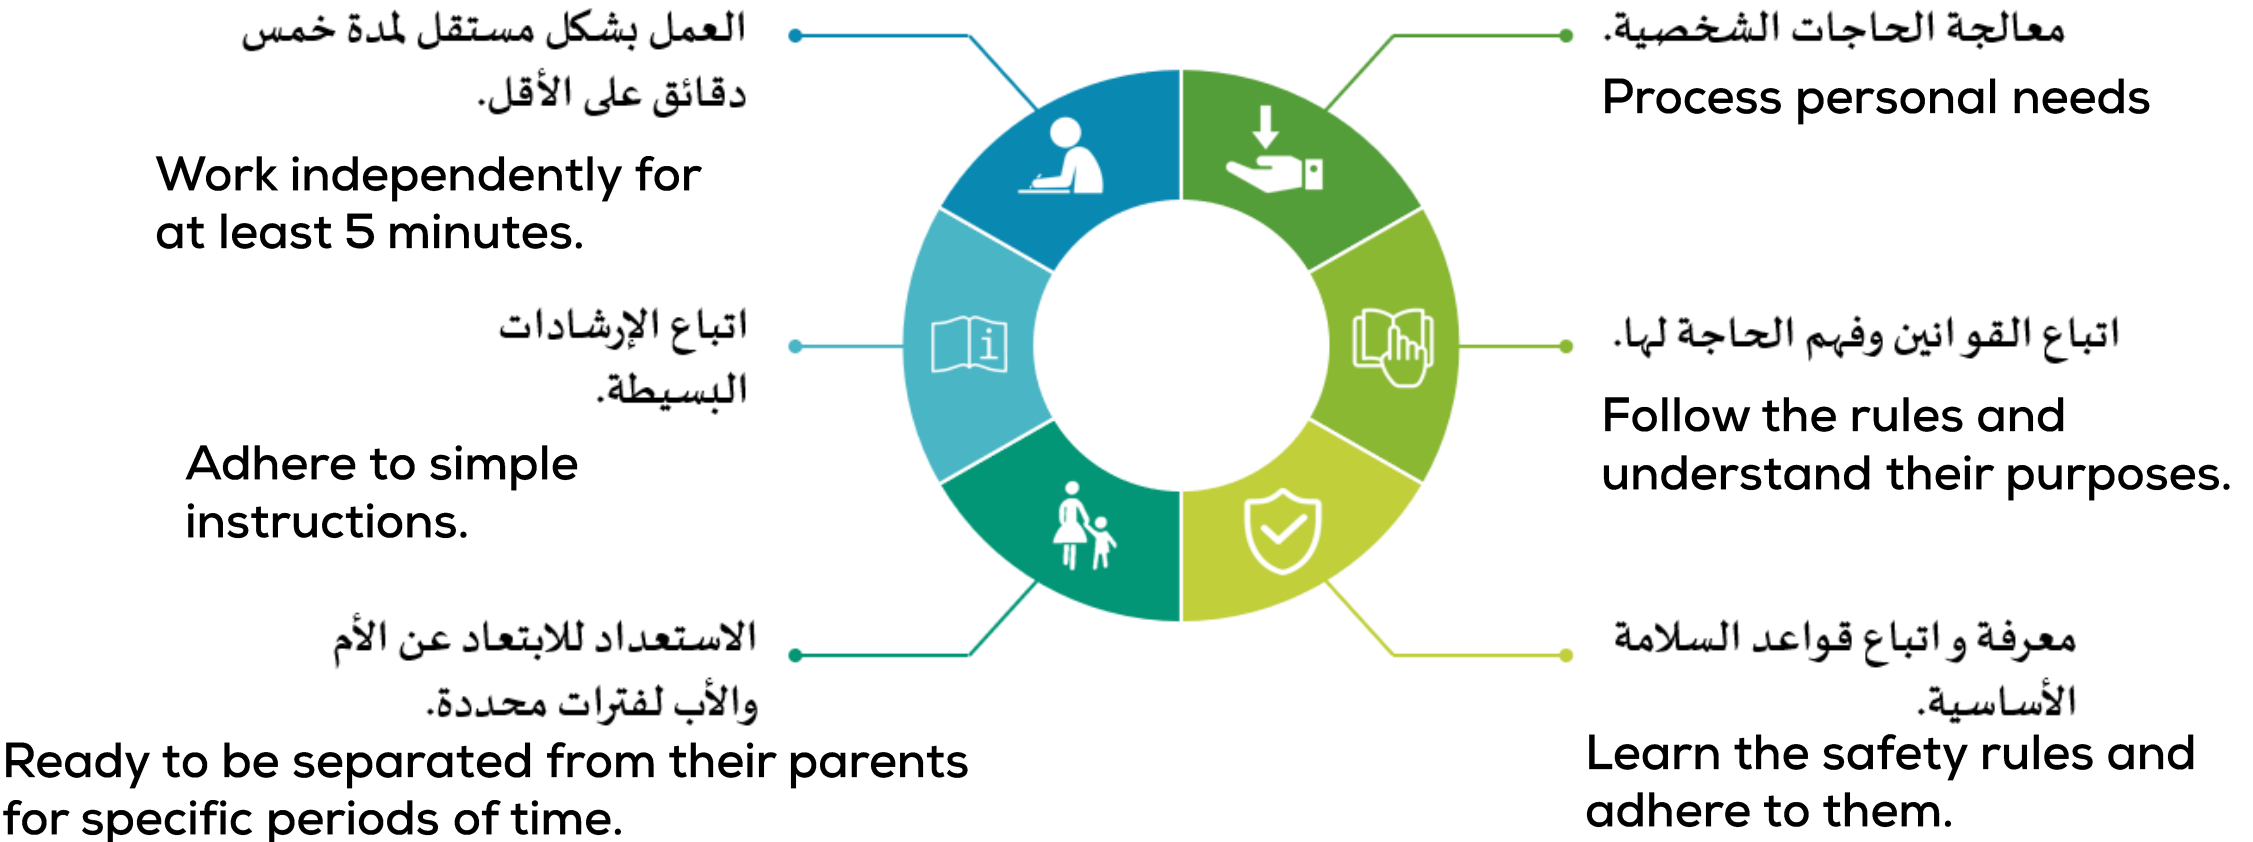 العمل بشكل مستقل لمدة خمس
دقائق على الأقل.
Work independently for
at least 5 minutes.
معالجة الحاجات الشخصية.
Process personal needs
اتباع الإرشادات
البسيطة.
Adhere to simple
instructions.
اتباع القوانين وفهم الحاجة لها.
Follow the rules and
understand their purposes.
الاستعداد للابتعاد عن الأم
والأب لفترات محددة.
Ready to be separated from their parents
for specific periods of time.
معرفة واتباع قواعد السلامة
الأساسية.
Learn the safety rules and
adhere to them.
i